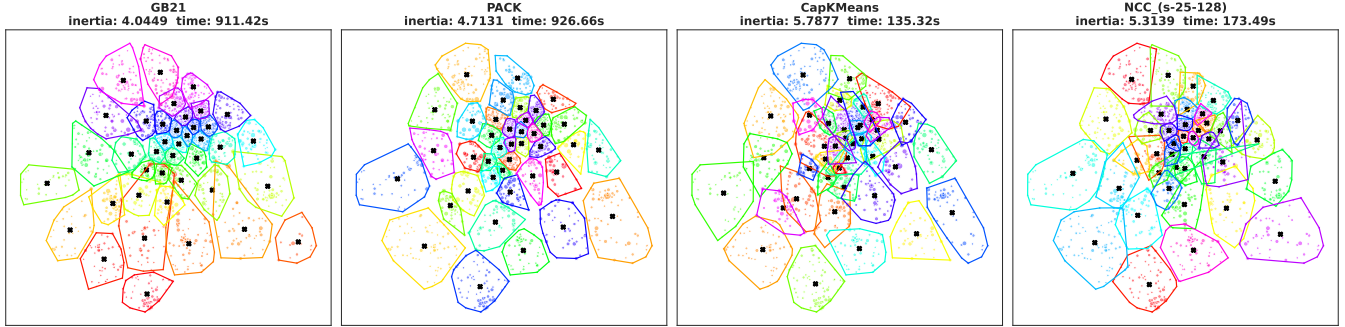 GB21
inertia: 4.0449 time: 911.42s
PACK
inertia: 4.7131 time: 926.66s
CapKMeans
inertia: 5.7877 time: 135.32s
NCC_(s-25-128)
inertia: 5.3139 time: 173.49s